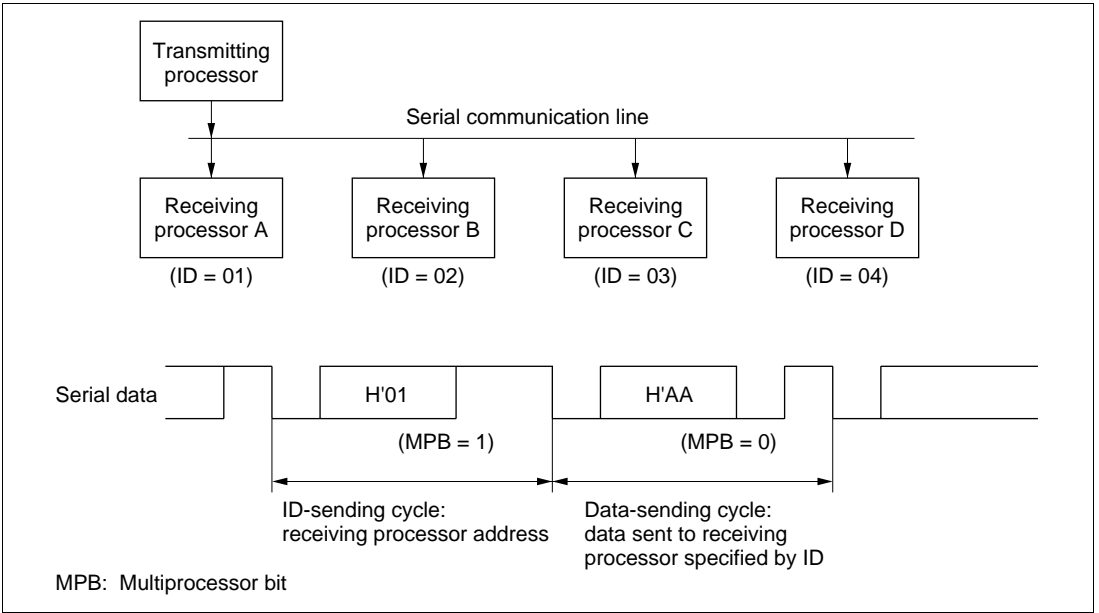 Transmitting
processor
Serial communication line
Receiving
processor A
Receiving
processor B
Receiving
processor C
Receiving
processor D
(ID = 01)
(ID = 02)
(ID = 03)
(ID = 04)
Serial data
H'01
H'AA
(MPB = 1)
(MPB = 0)
ID-sending cycle:
receiving processor address
Data-sending cycle:
data sent to receiving
processor specified by ID
MPB: Multiprocessor bit